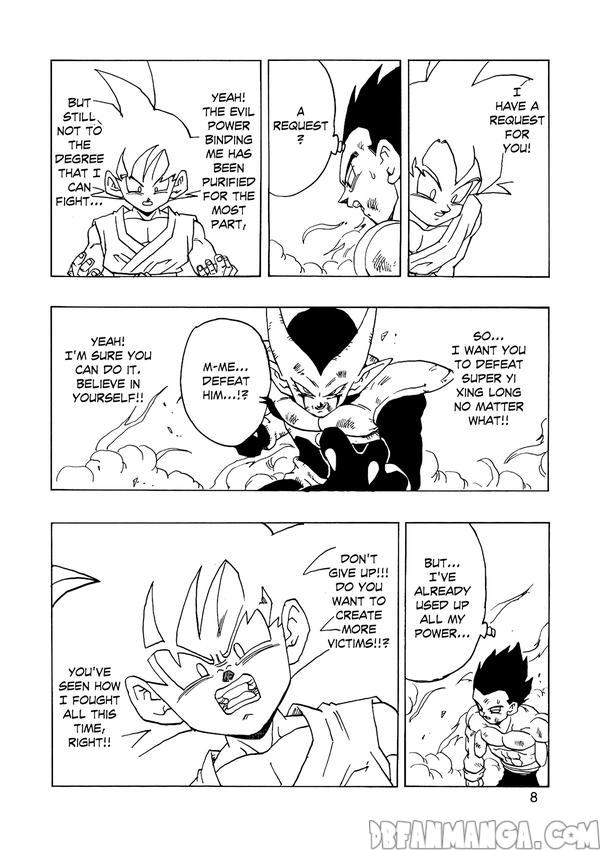 I
HAVE A
REQUEST
FOR
YOU!
A
REQUEST
?
YEAH!
THE EVIL
POWER
BINDING
ME HAS
BEEN
PURIFIED
FOR THE
MOST
PART,
BUT
STILL
NOT TO
THE
DEGREE
THAT I
CAN
FIGHT...
SO...
I WANT YOU
TO DEFEAT
SUPER YI
XING LONG
NO MATTER
WHAT!!
M-ME...
DEFEAT
HIM...!?
YEAH!
I'M SURE YOU
CAN DO IT.
BELIEVE IN
YOURSELF!!
BUT...
I'VE
ALREADY
USED UP
ALL MY
POWER...
DON'T
GIVE UP!!!
DO YOU
WANT TO
CREATE
MORE
VICTIMS!!?
YOU'VE
SEEN HOW
I FOUGHT
ALL THIS
TIME,
RIGHT!!
8
DBFANMANGA.COM